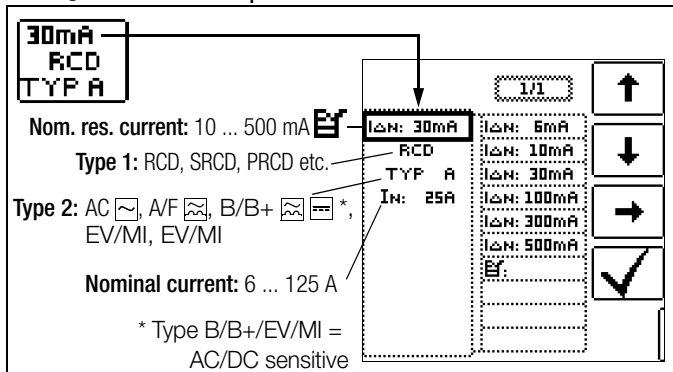 30mA
RCD
TYP A
1/1
Nom. res. current: 10 ... 500 mA
Type 1: RCD, SRCD, PRCD etc.
Type 2: AC, A/F, B/B+ *,
EV/MI, EV/MI
Nominal current: 6 ... 125 A
* Type B/B+/EV/MI =
AC/DC sensitive
I△N: 30mA
RCD
TYP A
IN: 25A
I△N: 6mA
I△N: 10mA
I△N: 30mA
I△N: 100mA
I△N: 300mA
I△N: 500mA